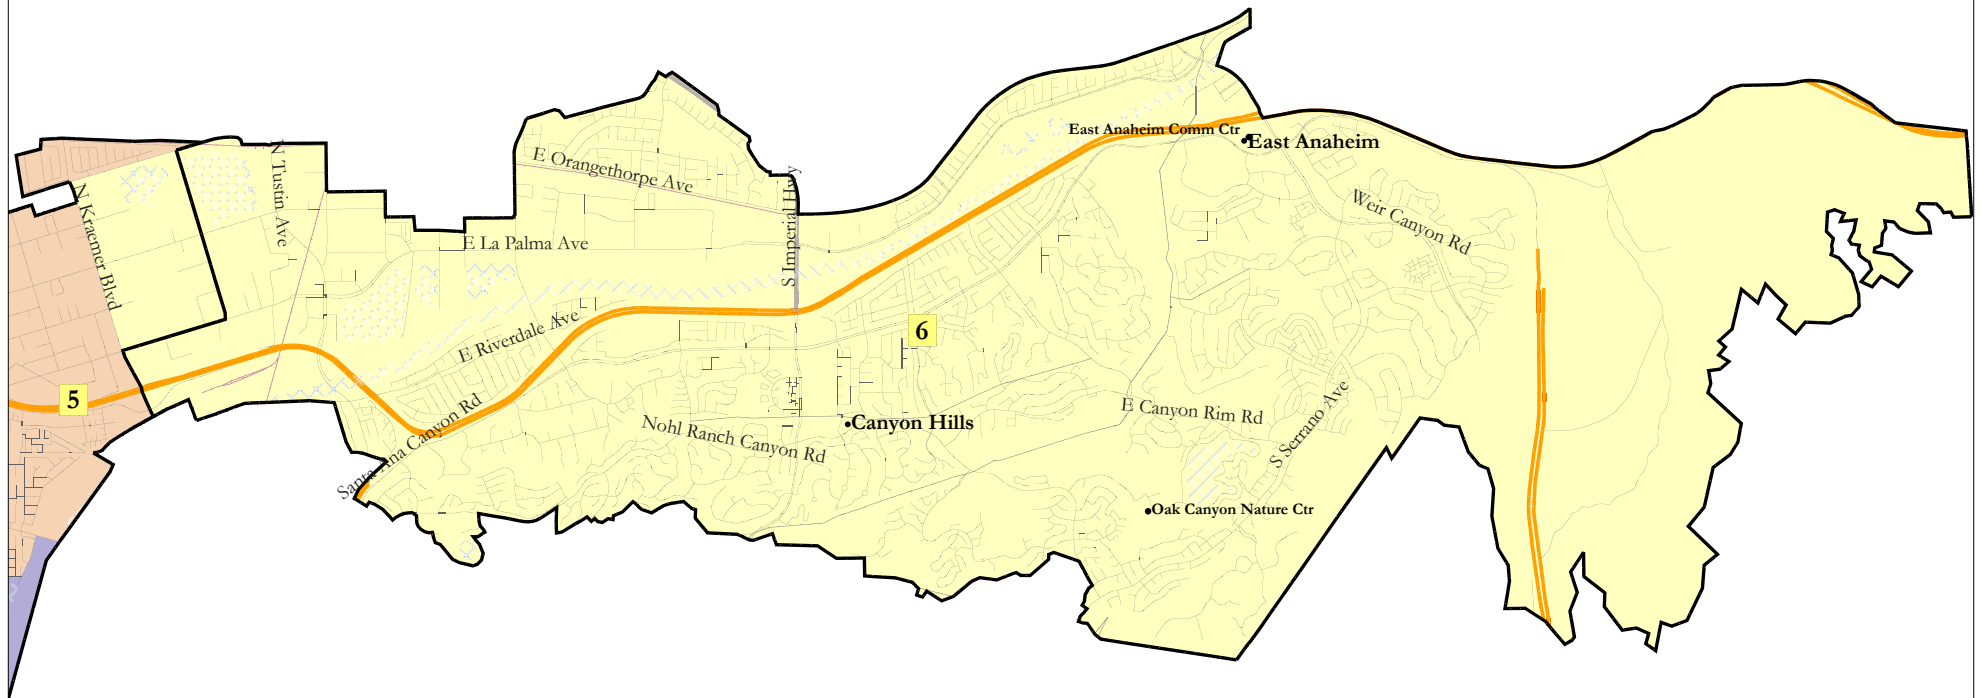 East Anaheim Comm Ctr
East Anaheim
N Tustin Ave
E Orangethorpe Ave
N Kraemer Blvd
S Imperial Hwy
Weir Canyon Rd
E La Palma Ave
E Riverdale Ave
6
5
Santa Ana Canyon Rd
Nohl Ranch Canyon Rd
Canyon Hills
E Canyon Rim Rd
S Serrano Ave
Oak Canyon Nature Ctr